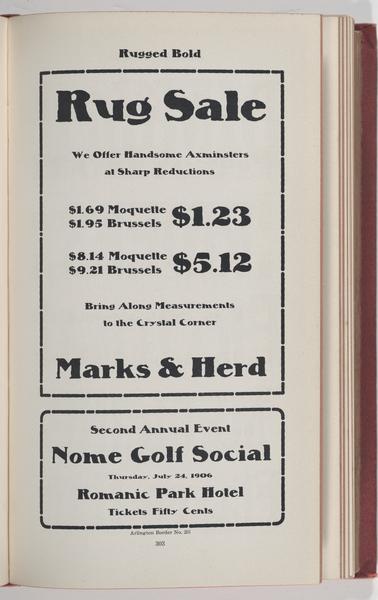 Rugged Bold
Rug Sale
We Offer Handsome Axminsters
at Sharp Reductions
$1.69 Moquette
$1.95 Brussels
$1.23
$8.14 Moquette
$9.21 Brussels
$5.12
Bring Along Measurements
to the Crystal Corner
Marks & Herd
Second Annual Event
Nome Golf Social
Thursday, July 24, 1906
Romanic Park Hotel
Tickets Fifty Cents
Arlington Border No. 20
303